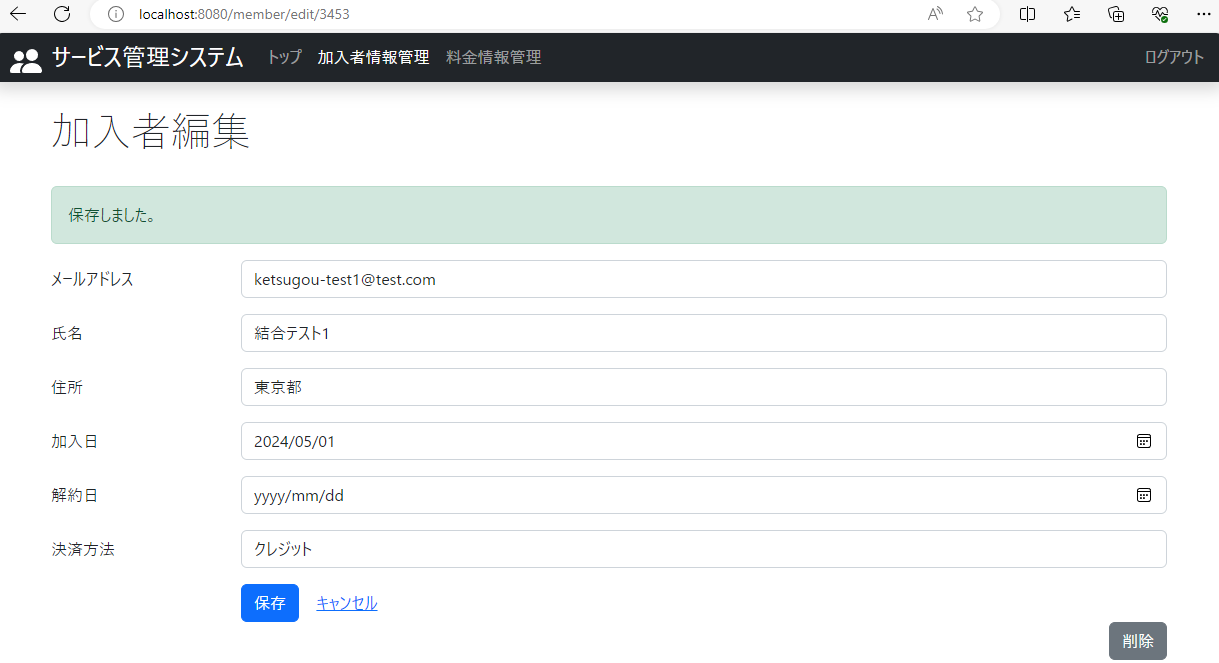 localhost:8080/member/edit/3453
サービス管理システム トップ 加入者情報管理 料金情報管理 ログアウト
加入者編集
保存しました。
メールアドレス ketsugou-test1@test.com
氏名 結合テスト1
住所 東京都
加入日 2024/05/01
解約日 yyyy/mm/dd
決済方法 クレジット
保存 キャンセル
削除